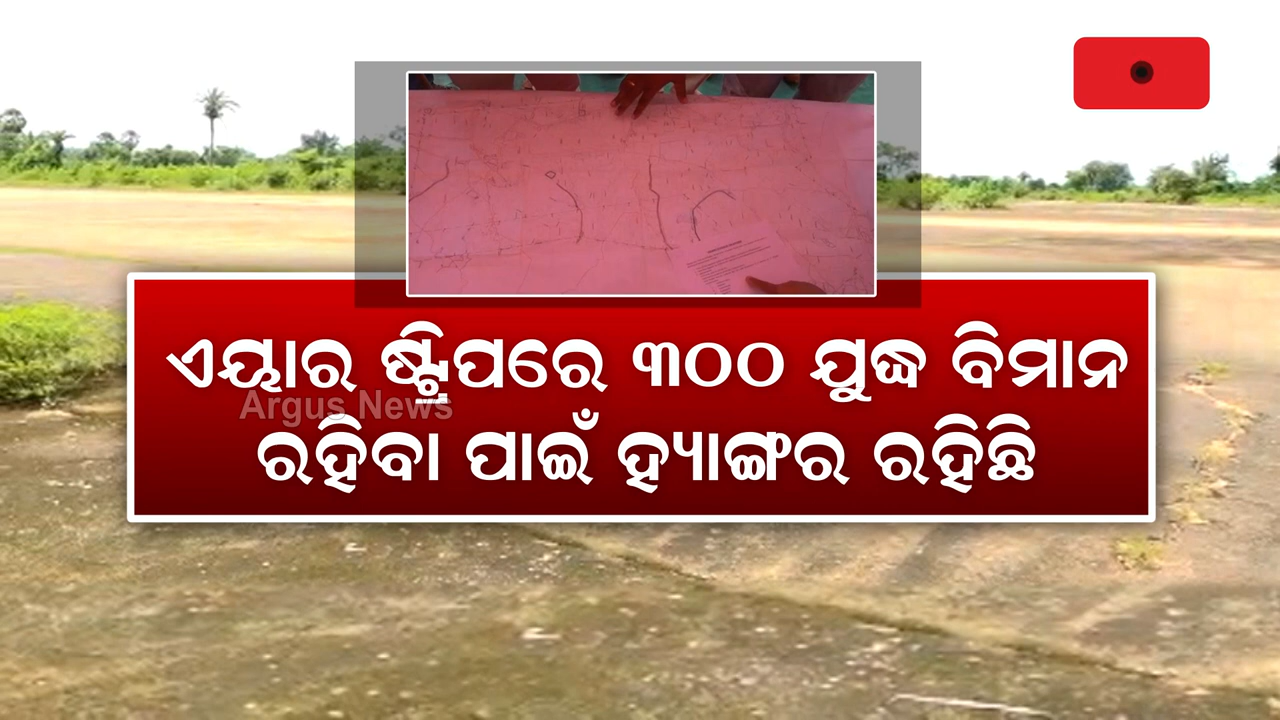 ଏୟାର ଷ୍ଟ୍ରିପରେ ୩୦୦ ଯୁଦ୍ଧ ବିମାନ
Argus News
ରହିବା ପାଇଁ ହ୍ୟାଙ୍ଗର ରହିଛି